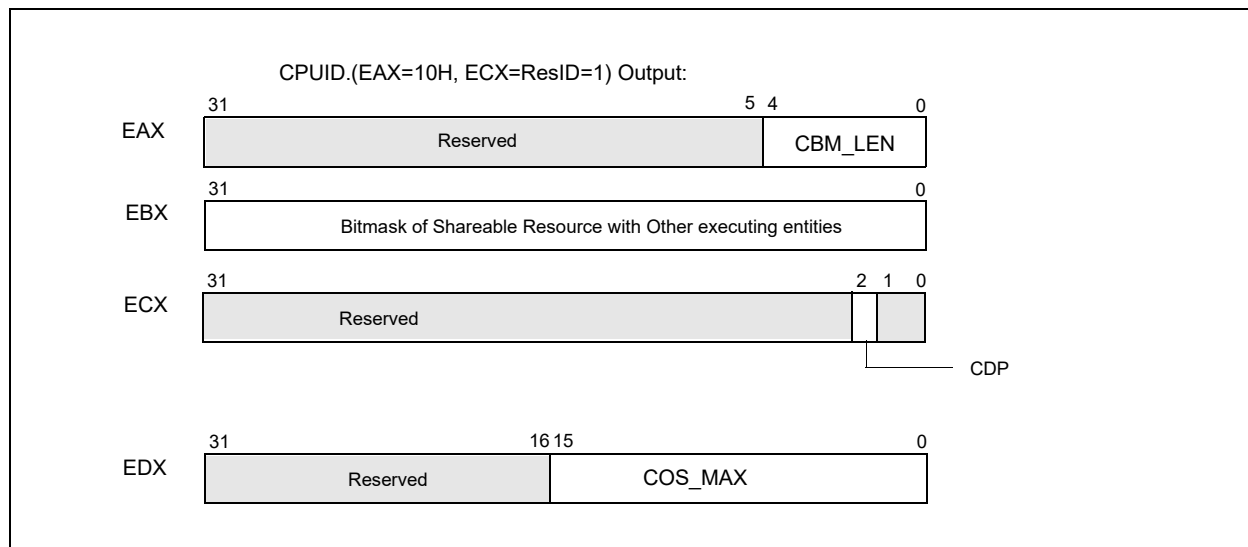 CPUID.(EAX=10H, ECX=ResID=1) Output:
31 5 4 0
EAX Reserved CBM_LEN
31 0
EBX Bitmask of Shareable Resource with Other executing entities
31 2 1 0
ECX Reserved
CDP
31 16 15 0
EDX Reserved COS_MAX